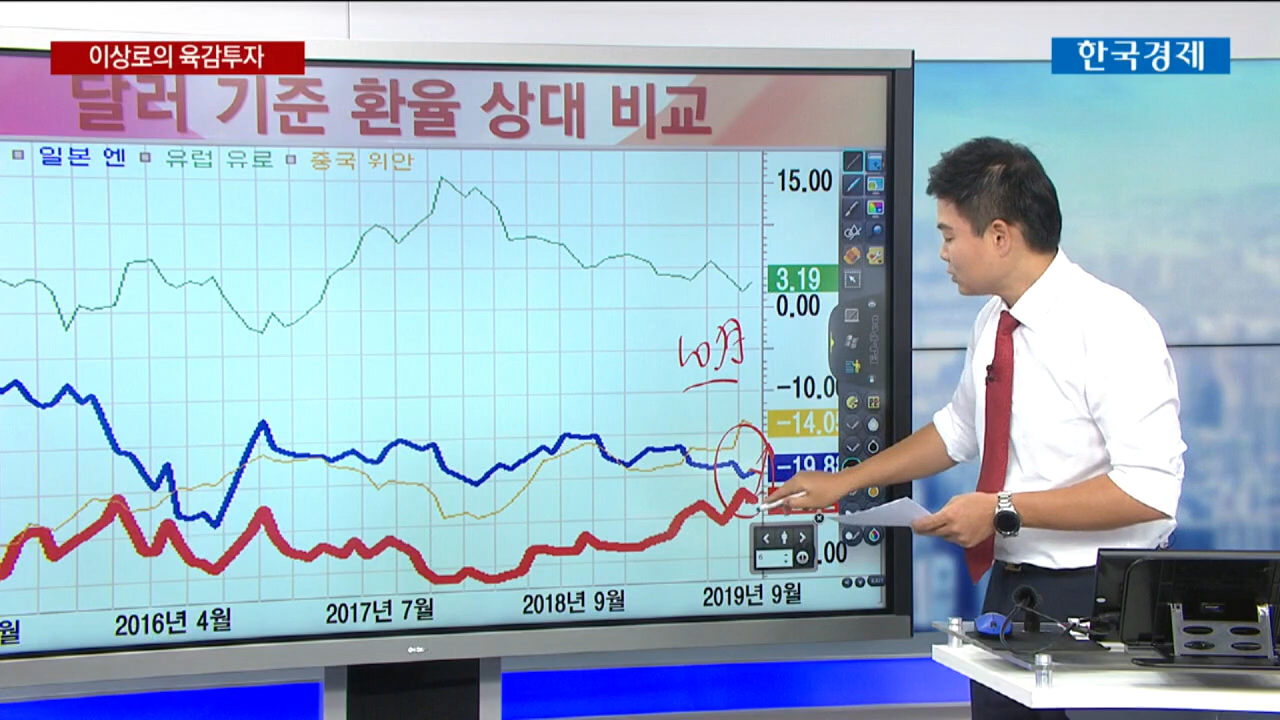 이상로의 육감투자
한국경제
달러 기준 환율 상대 비교
일본 엔 유럽 유로 중국 위안
15.00
3.19
0.00
10月
-10.00
-14.05
.00
월 2016년 4월 2017년 7월 2018년 9월 2019년 9월
6